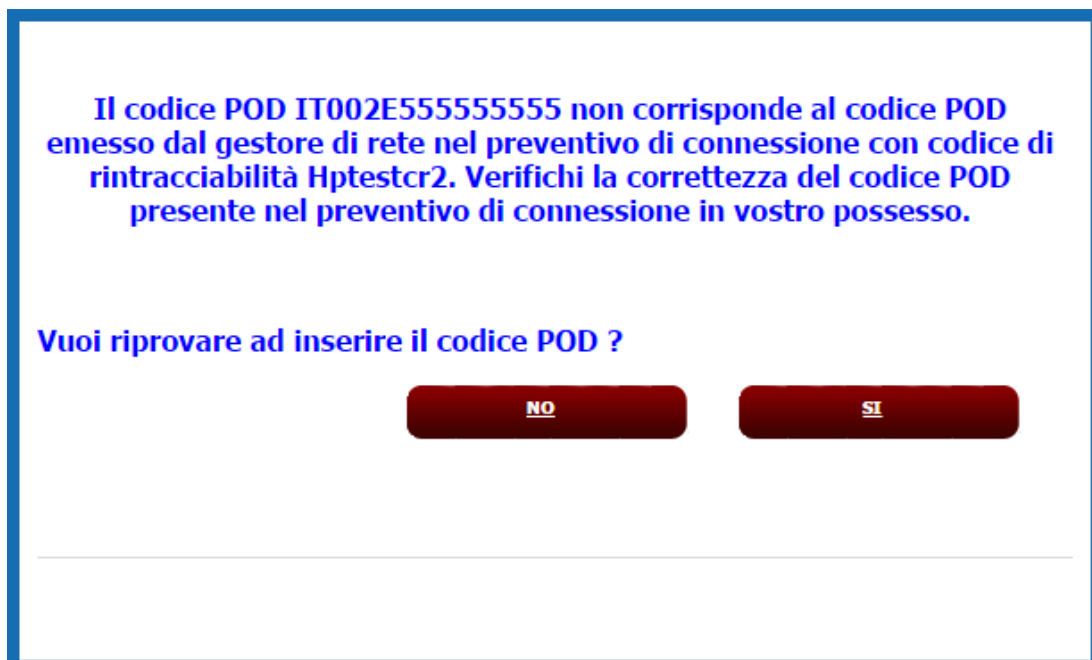 Il codice POD IT002E555555555 non corrisponde al codice POD
emesso dal gestore di rete nel preventivo di connessione con codice di
rintracciabilità Hptestcr2. Verifichi la correttezza del codice POD
presente nel preventivo di connessione in vostro possesso.
Vuoi riprovare ad inserire il codice POD ?
NO SI